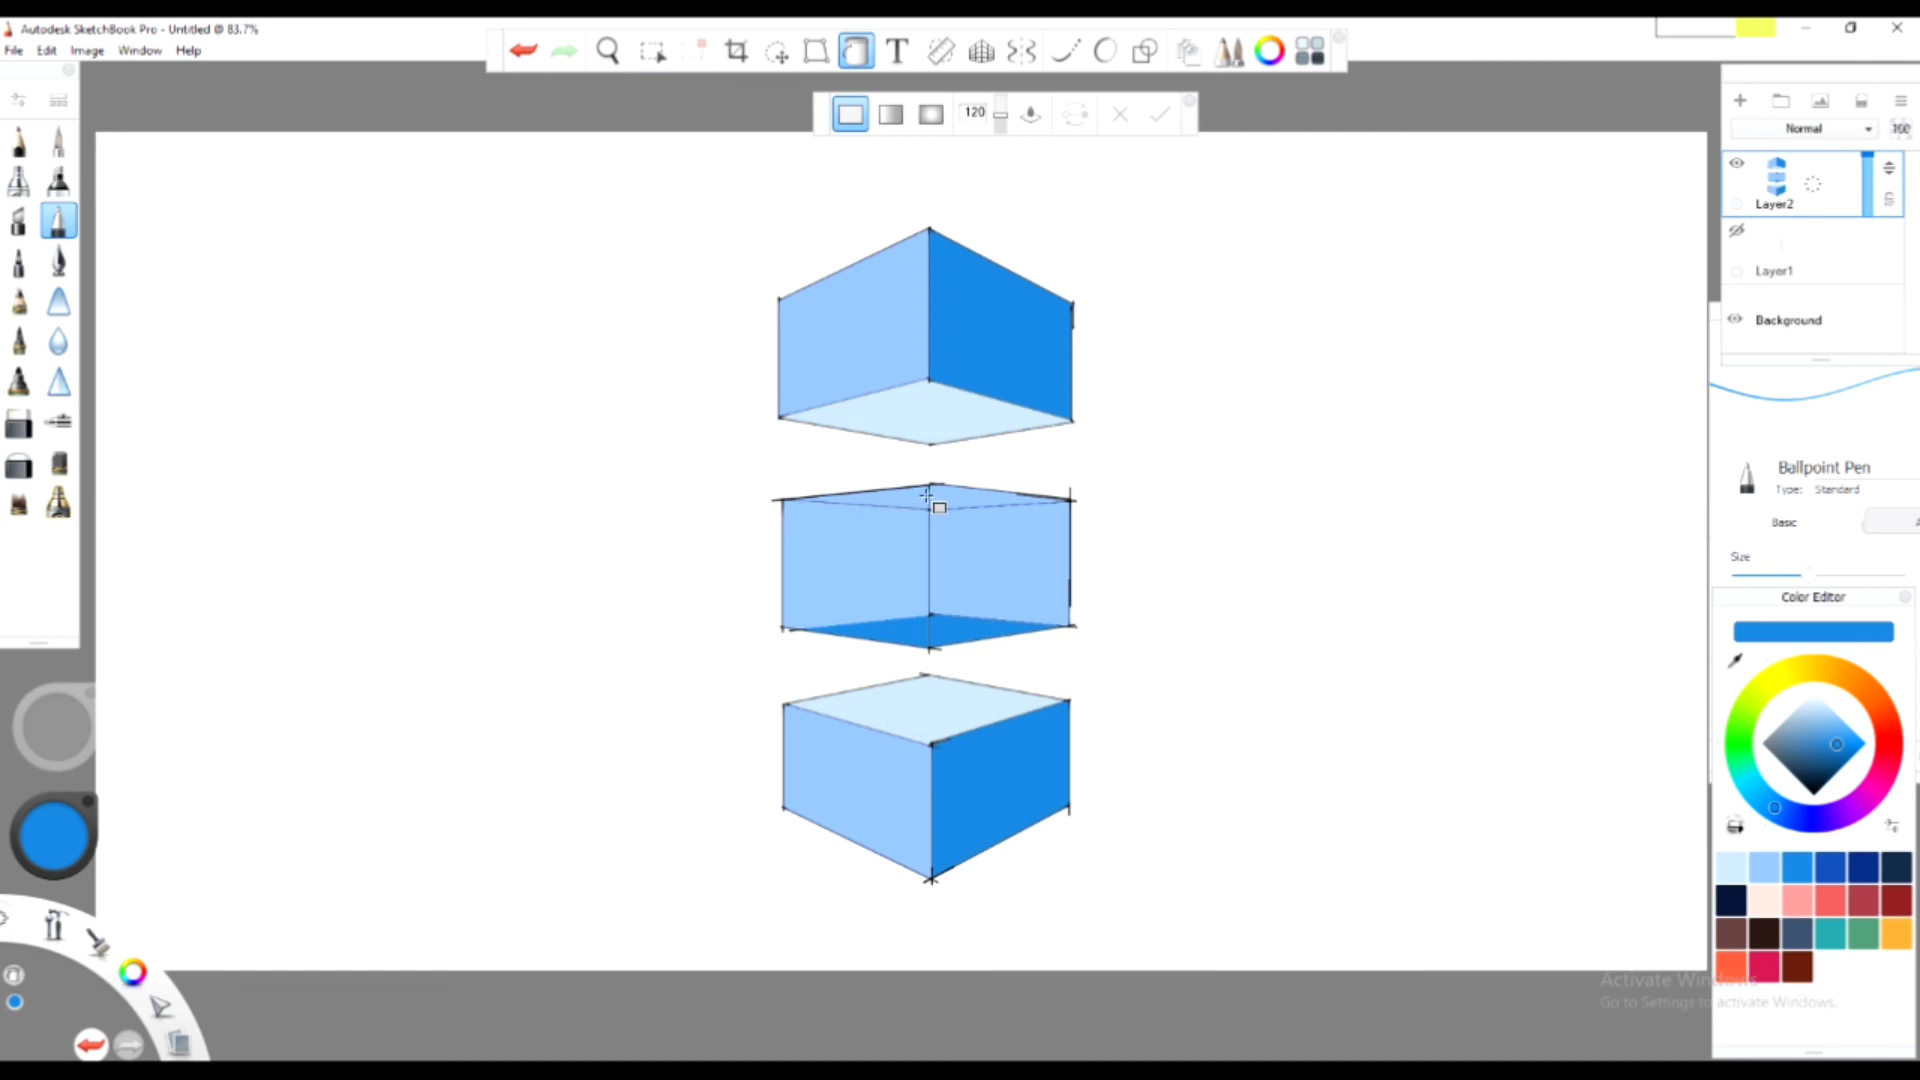 Autodesk SketchBook Pro - Untitled @ 83.7%
File Edit Image Window Help
T
120
Normal
100
Layer2
Layer1
Background
Ballpoint Pen
Type: Standard
Basic
A
Size
Color Editor
Activate Windows
Go to Settings to activate Windows.